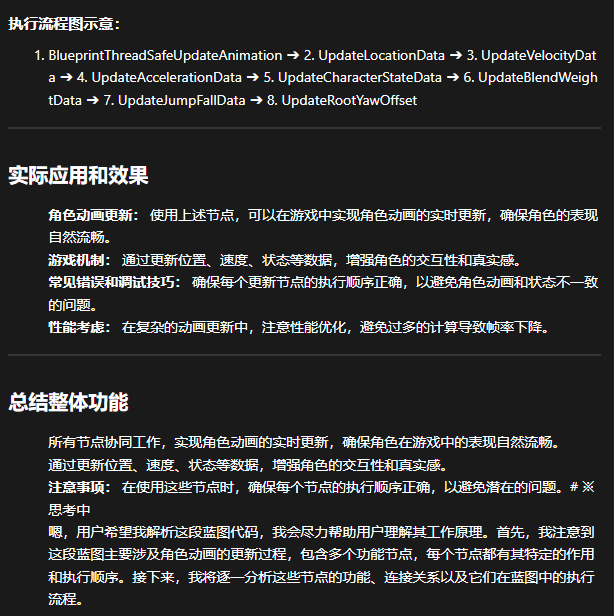 执行流程图示意：
1. BlueprintThreadSafeUpdateAnimation ➔ 2. UpdateLocationData ➔ 3. UpdateVelocityDat
a ➔ 4. UpdateAccelerationData ➔ 5. UpdateCharacterStateData ➔ 6. UpdateBlendWeigh
tData ➔ 7. UpdateJumpFallData ➔ 8. UpdateRootYawOffset
实际应用和效果
角色动画更新： 使用上述节点，可以在游戏中实现角色动画的实时更新，确保角色的表现
自然流畅。
游戏机制： 通过更新位置、速度、状态等数据，增强角色的交互性和真实感。
常见错误和调试技巧： 确保每个更新节点的执行顺序正确，以避免角色动画和状态不一致
的问题。
性能考虑： 在复杂的动画更新中，注意性能优化，避免过多的计算导致帧率下降。
总结整体功能
所有节点协同工作，实现角色动画的实时更新，确保角色在游戏中的表现自然流畅。
通过更新位置、速度、状态等数据，增强角色的交互性和真实感。
注意事项： 在使用这些节点时，确保每个节点的执行顺序正确，以避免潜在的问题。# ※
思考中
嗯，用户希望我解析这段蓝图代码，我会尽力帮助用户理解其工作原理。首先，我注意到
这段蓝图主要涉及角色动画的更新过程，包含多个功能节点，每个节点都有其特定的作用
和执行顺序。接下来，我将逐一分析这些节点的功能、连接关系以及它们在蓝图中的执行
流程。